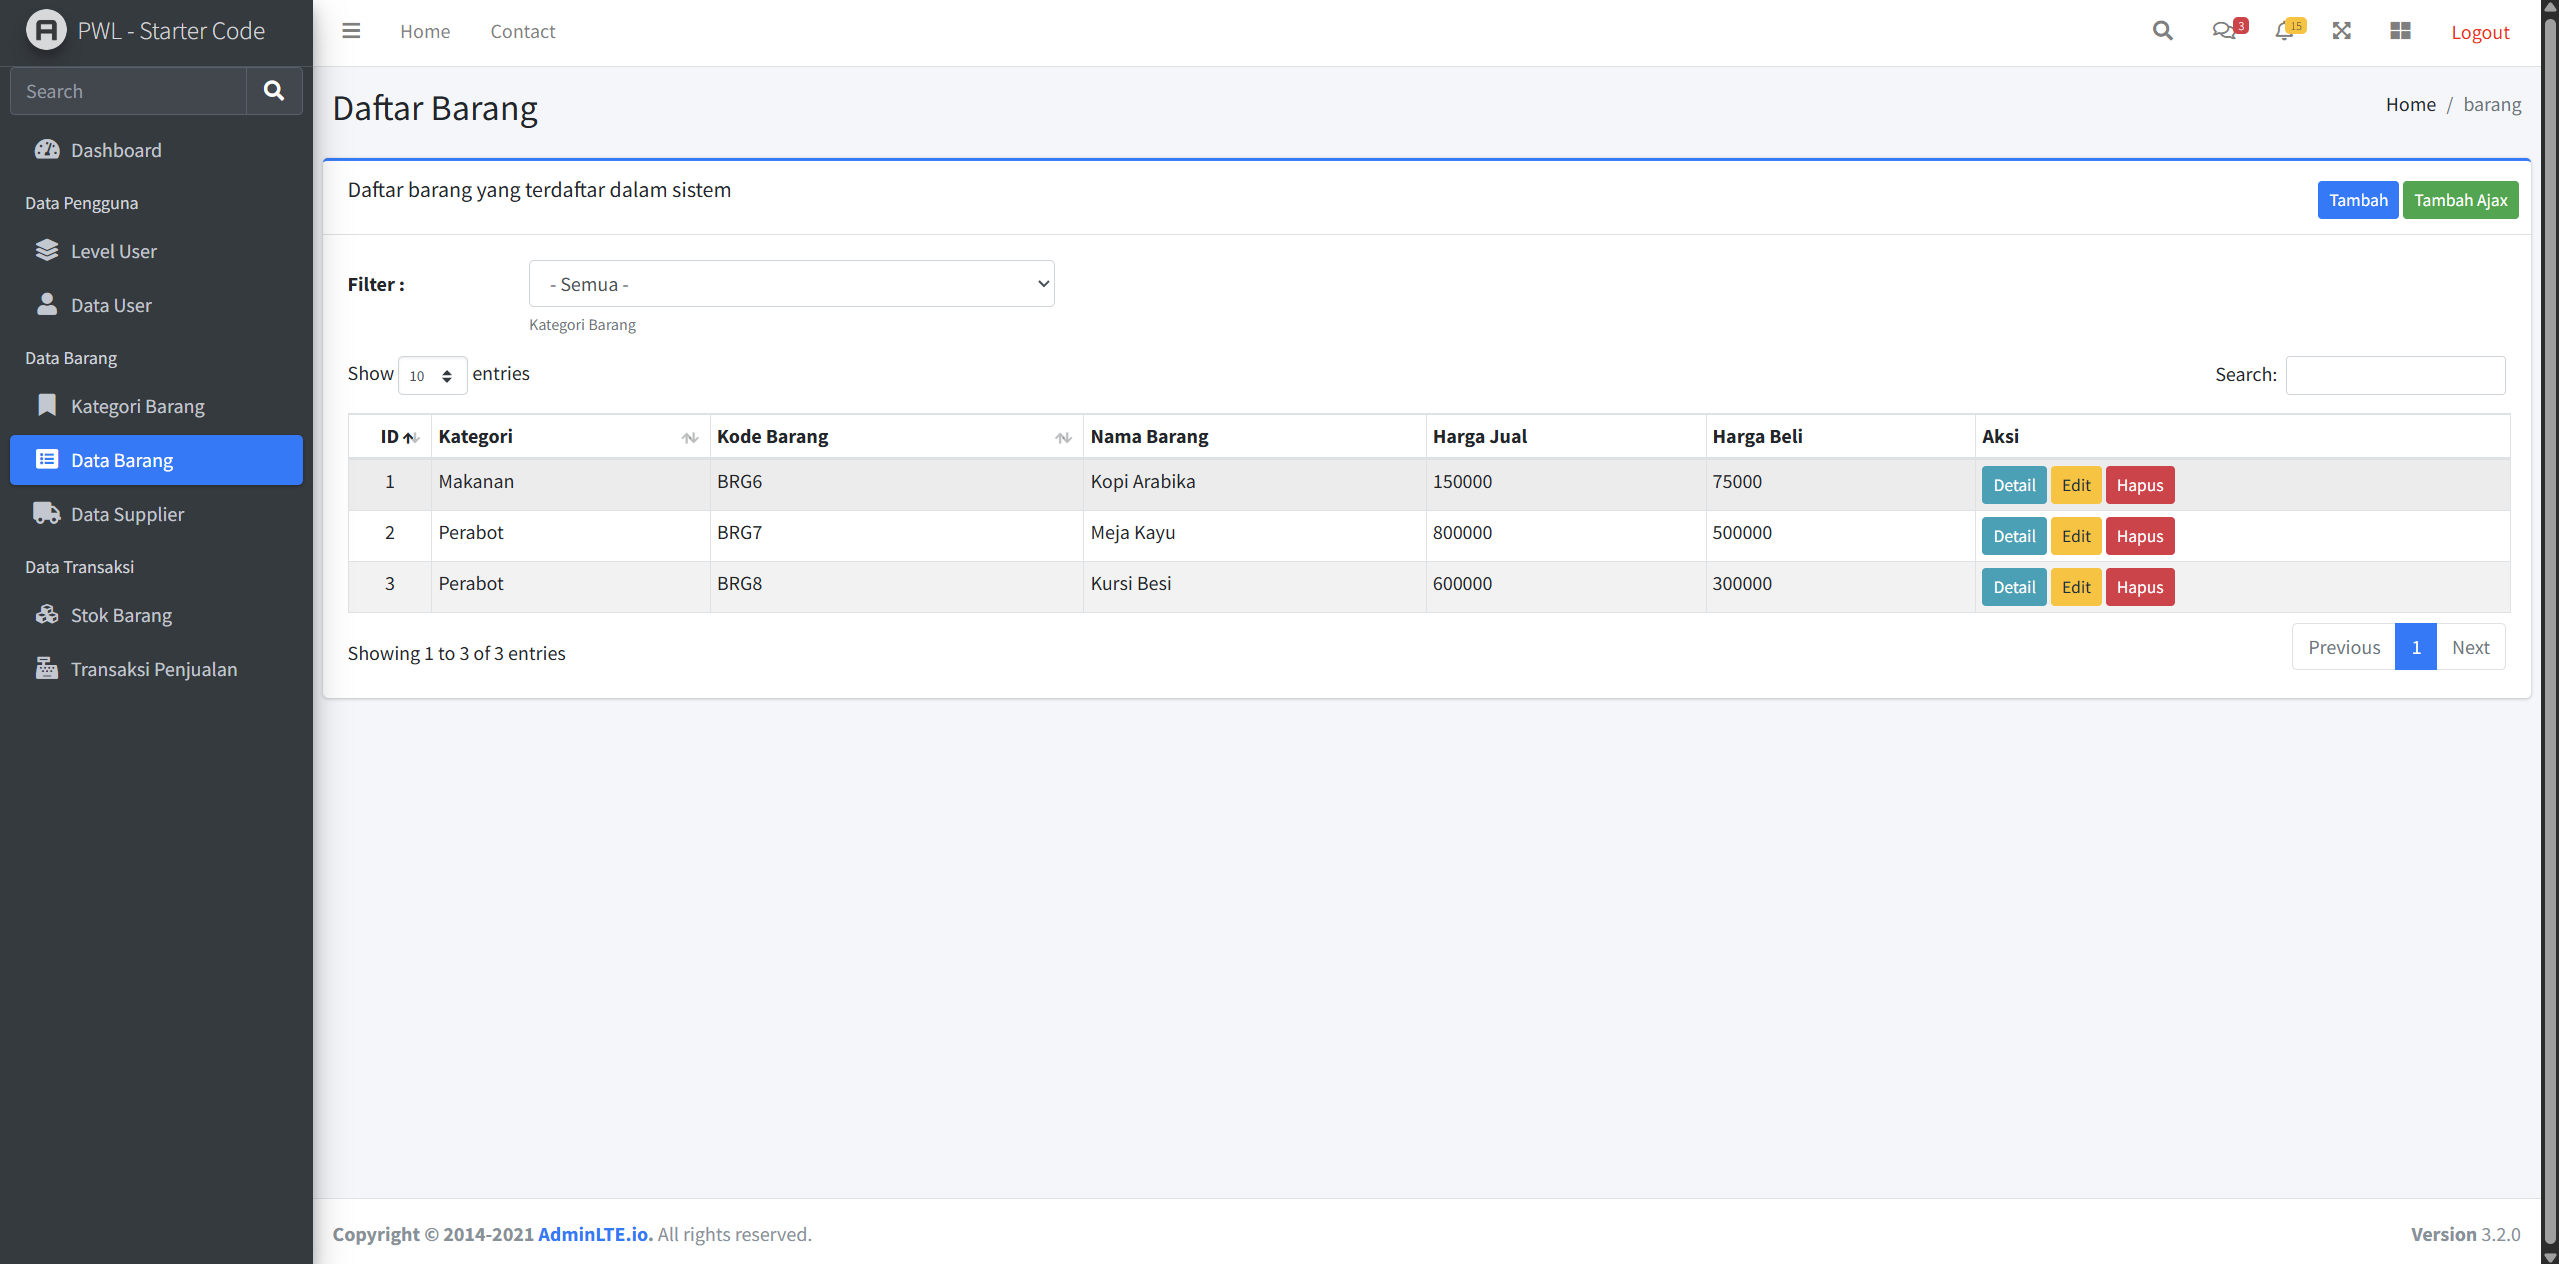 PWL - Starter Code
Home Contact 3 15 Logout
Search
Dashboard
Data Pengguna
Level User
Data User
Data Barang
Kategori Barang
Data Barang
Data Supplier
Data Transaksi
Stok Barang
Transaksi Penjualan
Daftar Barang
Home / barang
Daftar barang yang terdaftar dalam sistem
Tambah Tambah Ajax
Filter : - Semua -
Kategori Barang
Show 10 entries Search:
ID Kategori Kode Barang Nama Barang Harga Jual Harga Beli Aksi
1 Makanan BRG6 Kopi Arabika 150000 75000 Detail Edit Hapus
2 Perabot BRG7 Meja Kayu 800000 500000 Detail Edit Hapus
3 Perabot BRG8 Kursi Besi 600000 300000 Detail Edit Hapus
Showing 1 to 3 of 3 entries Previous 1 Next
Copyright © 2014-2021 AdminLTE.io. All rights reserved. Version 3.2.0